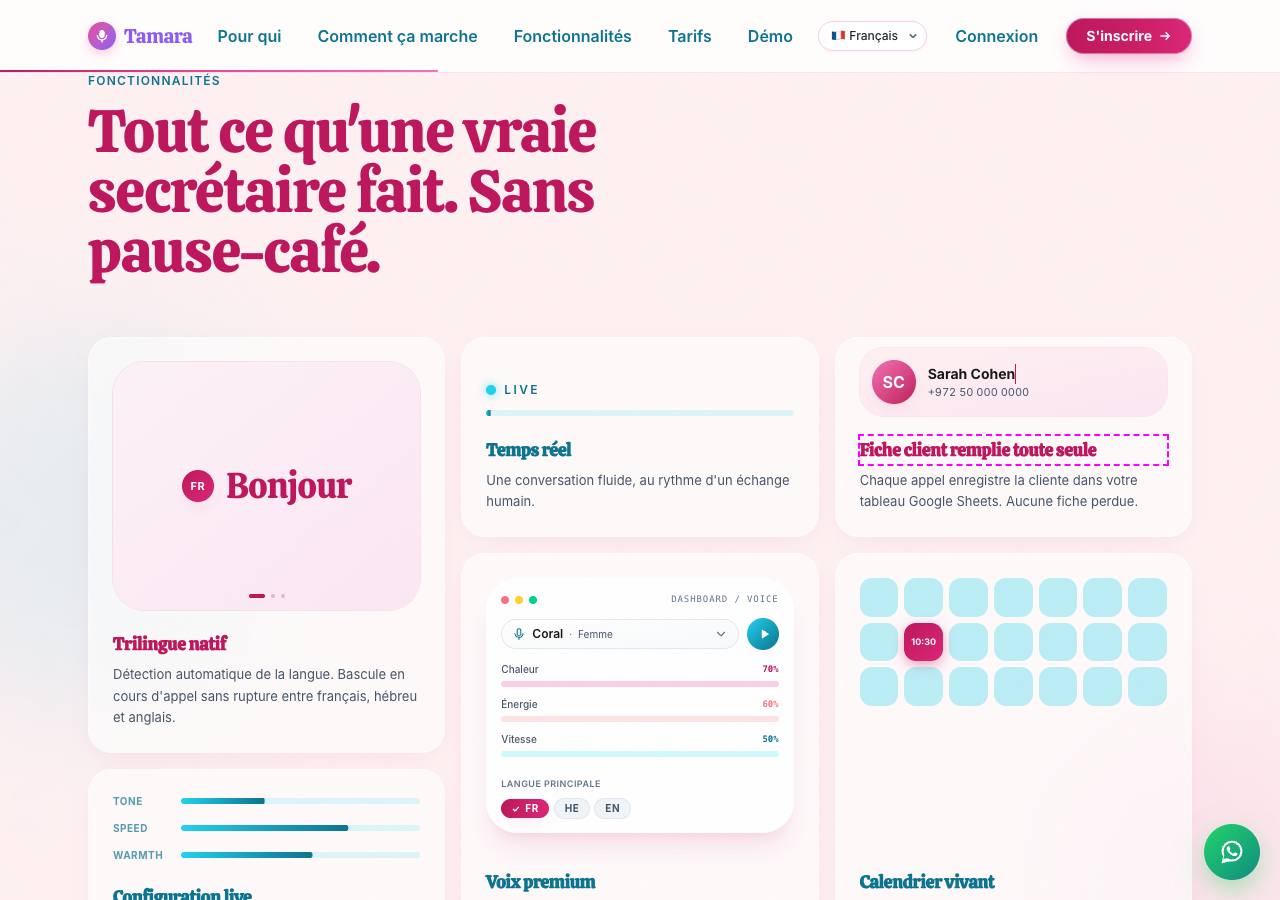 Tamara
Pour qui
Comment ça marche
Fonctionnalités
Tarifs
Démo
Français
Connexion
S'inscrire →
FONCTIONNALITÉS
Tout ce qu'une vraie
secrétaire fait. Sans
pause-café.
FR Bonjour
Trilingue natif
Détection automatique de la langue. Bascule en
cours d'appel sans rupture entre français, hébreu
et anglais.
LIVE
Temps réel
Une conversation fluide, au rythme d'un échange
humain.
SC
Sarah Cohen
+972 50 000 0000
Fiche client remplie toute seule
Chaque appel enregistre la cliente dans votre
tableau Google Sheets. Aucune fiche perdue.
DASHBOARD / VOICE
Coral · Femme
Chaleur 70%
Énergie 60%
Vitesse 50%
LANGUE PRINCIPALE
✓ FR HE EN
Voix premium
10:30
Calendrier vivant
TONE
SPEED
WARMTH
Configuration live